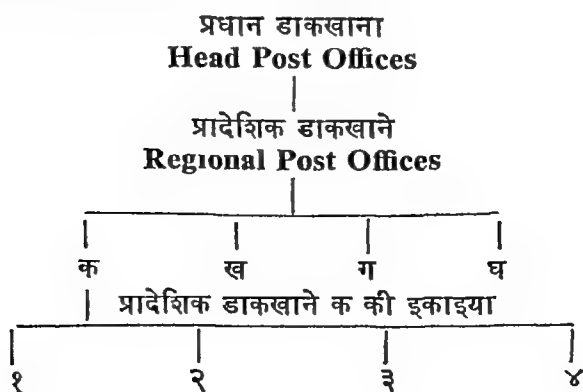 प्रधान डाकखाना
Head Post Offices
प्रादेशिक डाकखाने
Regional Post Offices
क ख ग घ
प्रादेशिक डाकखाने क की इकाइया
१ २ ३ ४